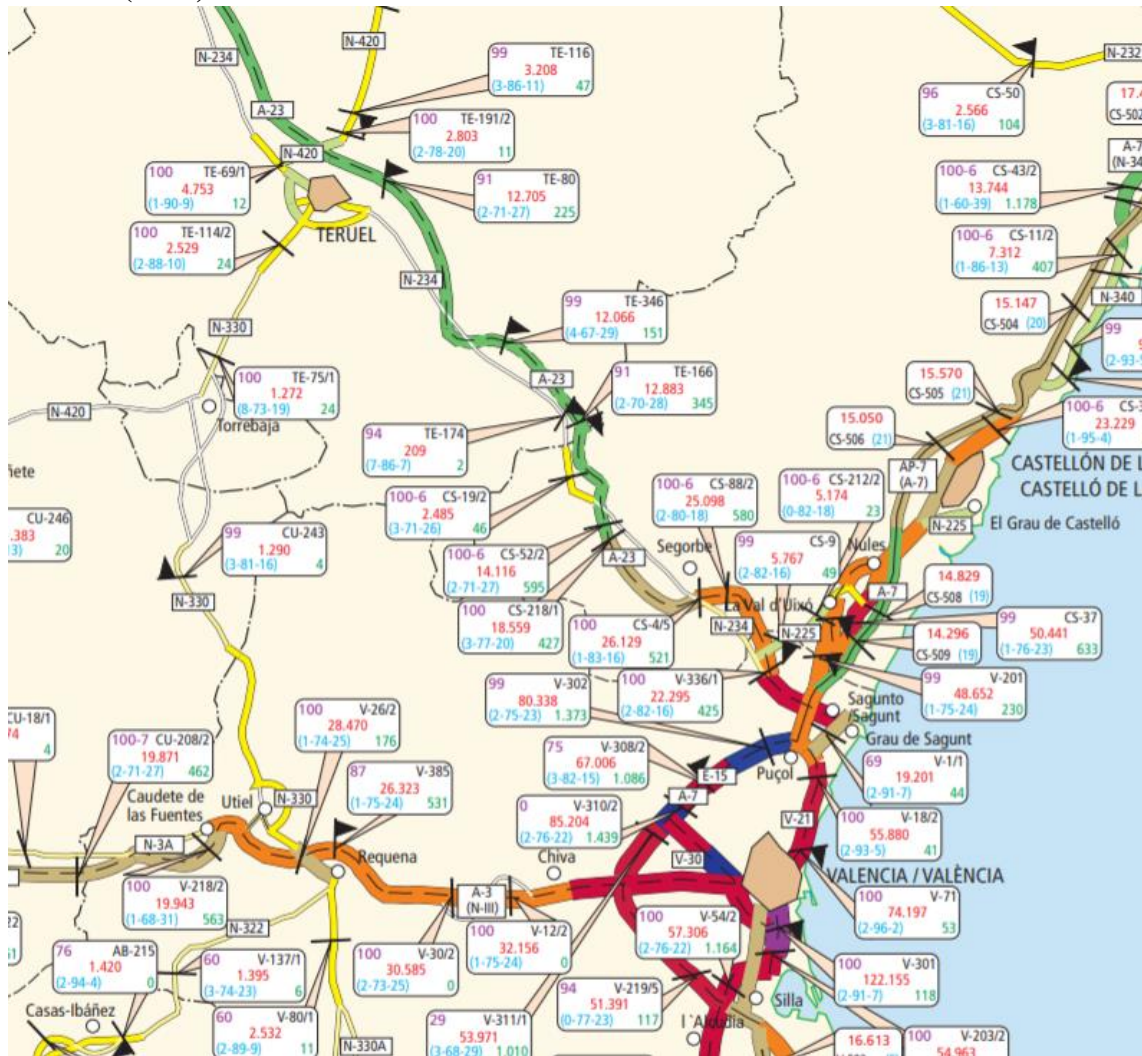 N-420
N-234
99 TE-116
3.208
(3-86-11) 47
N-232
96 CS-50
2.566
(3-81-16) 104
A-23
100 TE-191/2
2.803
(2-78-20) 11
CS-502
N-420
100 TE-69/1
4.753
(1-90-9) 12
91 TE-80
12.705
(2-71-27) 225
100-6 CS-43/2
13.744
(1-60-39) 1.178
TERUEL
100 TE-114/2
2.529
(2-88-10) 24
100-6 CS-11/2
7.312
(1-86-13) 407
N-234
N-340
99 TE-346
12.066
(4-67-29) 151
15.147
CS-504 (20)
N-330
99
A-23
91 TE-166
12.883
(2-70-28) 345
15.570
CS-505 (21)
100 TE-75/1
1.272
(8-73-19) 24
N-420
Torrebaja
15.050
CS-506 (21)
100-6
23.229
(1-95-4)
94 TE-174
209
(7-86-7) 2
AP-7
(A-7)
CASTELLÓN DE L
CASTELLÓ DE L
100-6 CS-19/2
2.485
(3-71-26) 46
100-6 CS-88/2
25.098
(2-80-18) 580
100-6 CS-212/2
5.174
(0-82-18) 23
El Grau de Castelló
N-225
CU-246
.383
20
99 CU-243
1.290
(3-81-16) 4
100-6 CS-52/2
14.116
(2-71-27) 595
A-23
Segorbe
99 CS-9
5.767
(2-82-16) 49
Nules
14.829
CS-508 (19)
A-7
La Val d'Uixó
N-330
100 CS-218/1
18.559
(3-77-20) 427
100 CS-4/5
26.129
(1-83-16) 521
N-234
N-225
14.296
CS-509 (19)
99 CS-37
50.441
(1-76-23) 633
99 V-302
80.338
(2-75-23) 1.373
100 V-336/1
22.295
(2-82-16) 425
99 V-201
48.652
(1-75-24) 230
Sagunto
/Sagunt
Grau de Sagunt
CU-18/1
74
4
100-7 CU-208/2
19.871
(2-71-27) 462
100 V-26/2
28.470
(1-74-25) 176
75 V-308/2
67.006
(3-82-15) 1.086
E-15
Puçol
69 V-1/1
19.201
(2-91-7) 44
Caudete de
las Fuentes
Utiel
N-330
87 V-385
26.323
(1-75-24) 531
0 V-310/2
85.204
(2-76-22) 1.439
A-7
V-21
100 V-18/2
55.880
(2-93-5) 41
N-3A
Requena
Chiva
V-30
VALENCIA / VALÈNCIA
100 V-218/2
19.943
(1-68-31) 563
A-3
(N-III)
100 V-71
74.197
(2-96-2) 53
N-322
100 V-12/2
32.156
(1-75-24) 0
100 V-54/2
57.306
(2-76-22) 1.164
76 AB-215
1.420
(2-94-4) 0
60 V-137/1
1.395
(3-74-23) 6
100 V-30/2
30.585
(2-73-25) 0
100 V-301
122.155
(2-91-7) 118
94 V-219/5
51.391
(0-77-23) 117
Silla
Casas-Ibáñez
60 V-80/1
2.532
(2-89-9) 11
N-330A
29 V-311/1
53.971
(3-68-29) 1.010
l'Alcudia
16.613
100 V-203/2
54.963